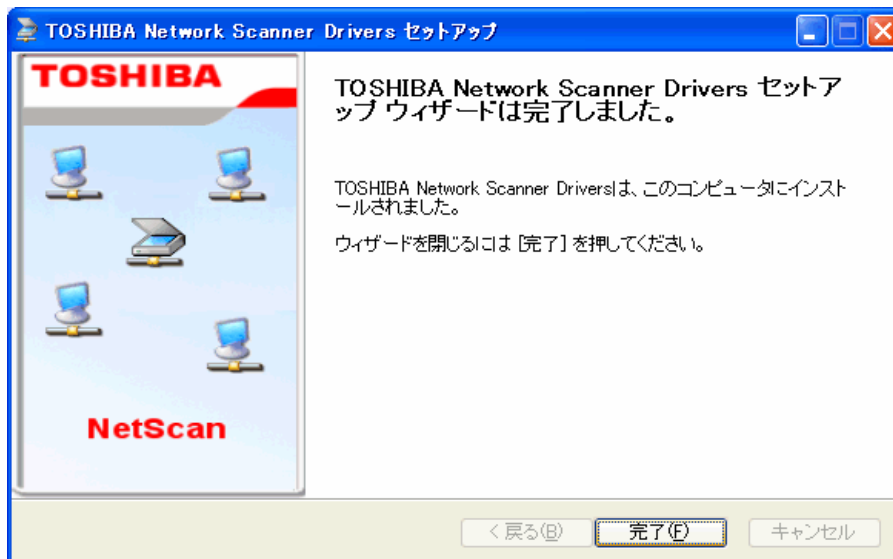 TOSHIBA Network Scanner Drivers セットアップ
TOSHIBA
TOSHIBA Network Scanner Drivers セットア
ップ ウィザードは完了しました。
TOSHIBA Network Scanner Driversは、このコンピュータにインスト
ールされました。
ウィザードを閉じるには [完了] を押してください。
NetScan
< 戻る(B)
完了(F)
キャンセル